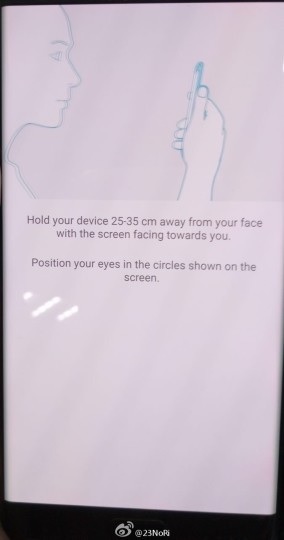 Hold your device 25-35 cm away from your face
with the screen facing towards you.
Position your eyes in the circles shown on the
screen.
@23NoRi